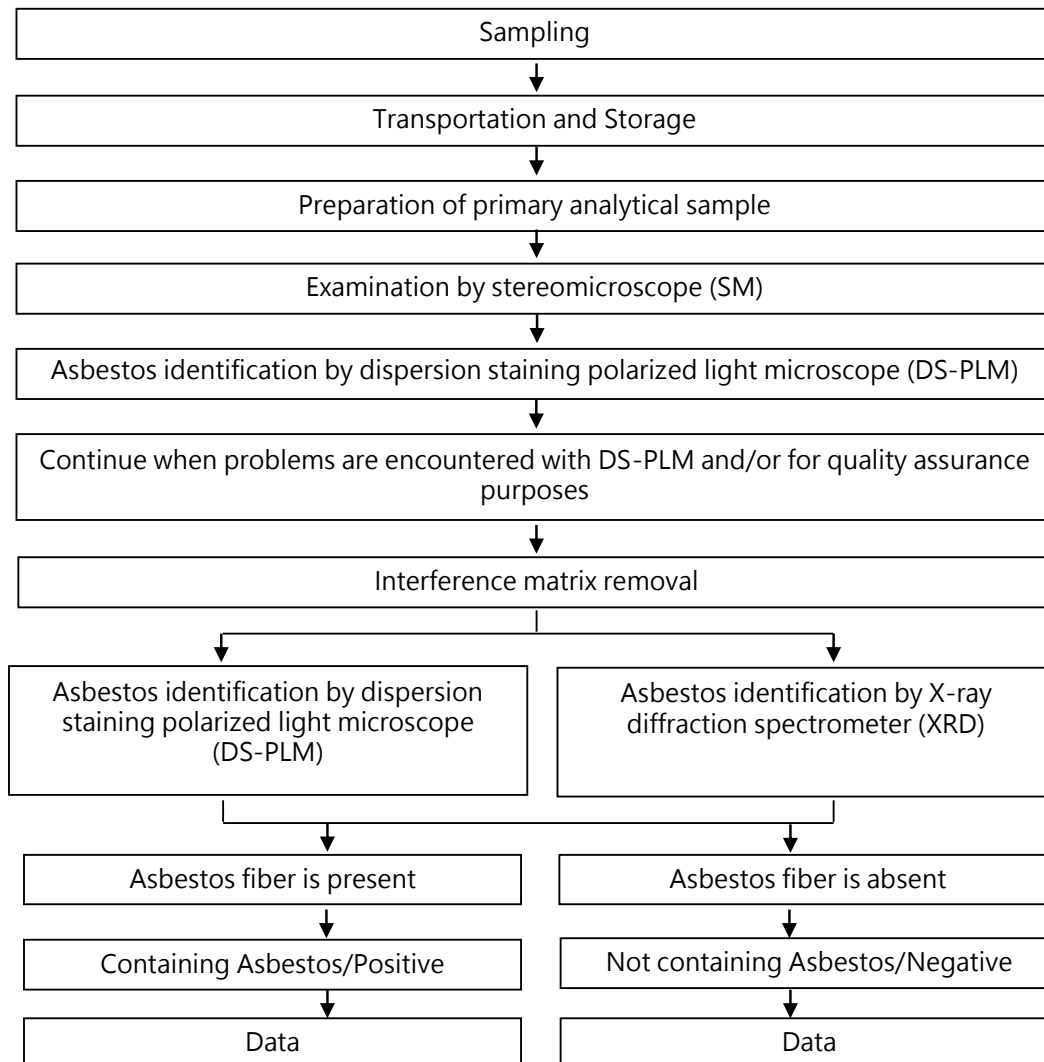 Sampling
Transportation and Storage
Preparation of primary analytical sample
Examination by stereomicroscope (SM)
Asbestos identification by dispersion staining polarized light microscope (DS-PLM)
Continue when problems are encountered with DS-PLM and/or for quality assurance
purposes
Interference matrix removal
Asbestos identification by dispersion
staining polarized light microscope
(DS-PLM)
Asbestos identification by X-ray
diffraction spectrometer (XRD)
Asbestos fiber is present
Asbestos fiber is absent
Containing Asbestos/Positive
Not containing Asbestos/Negative
Data
Data